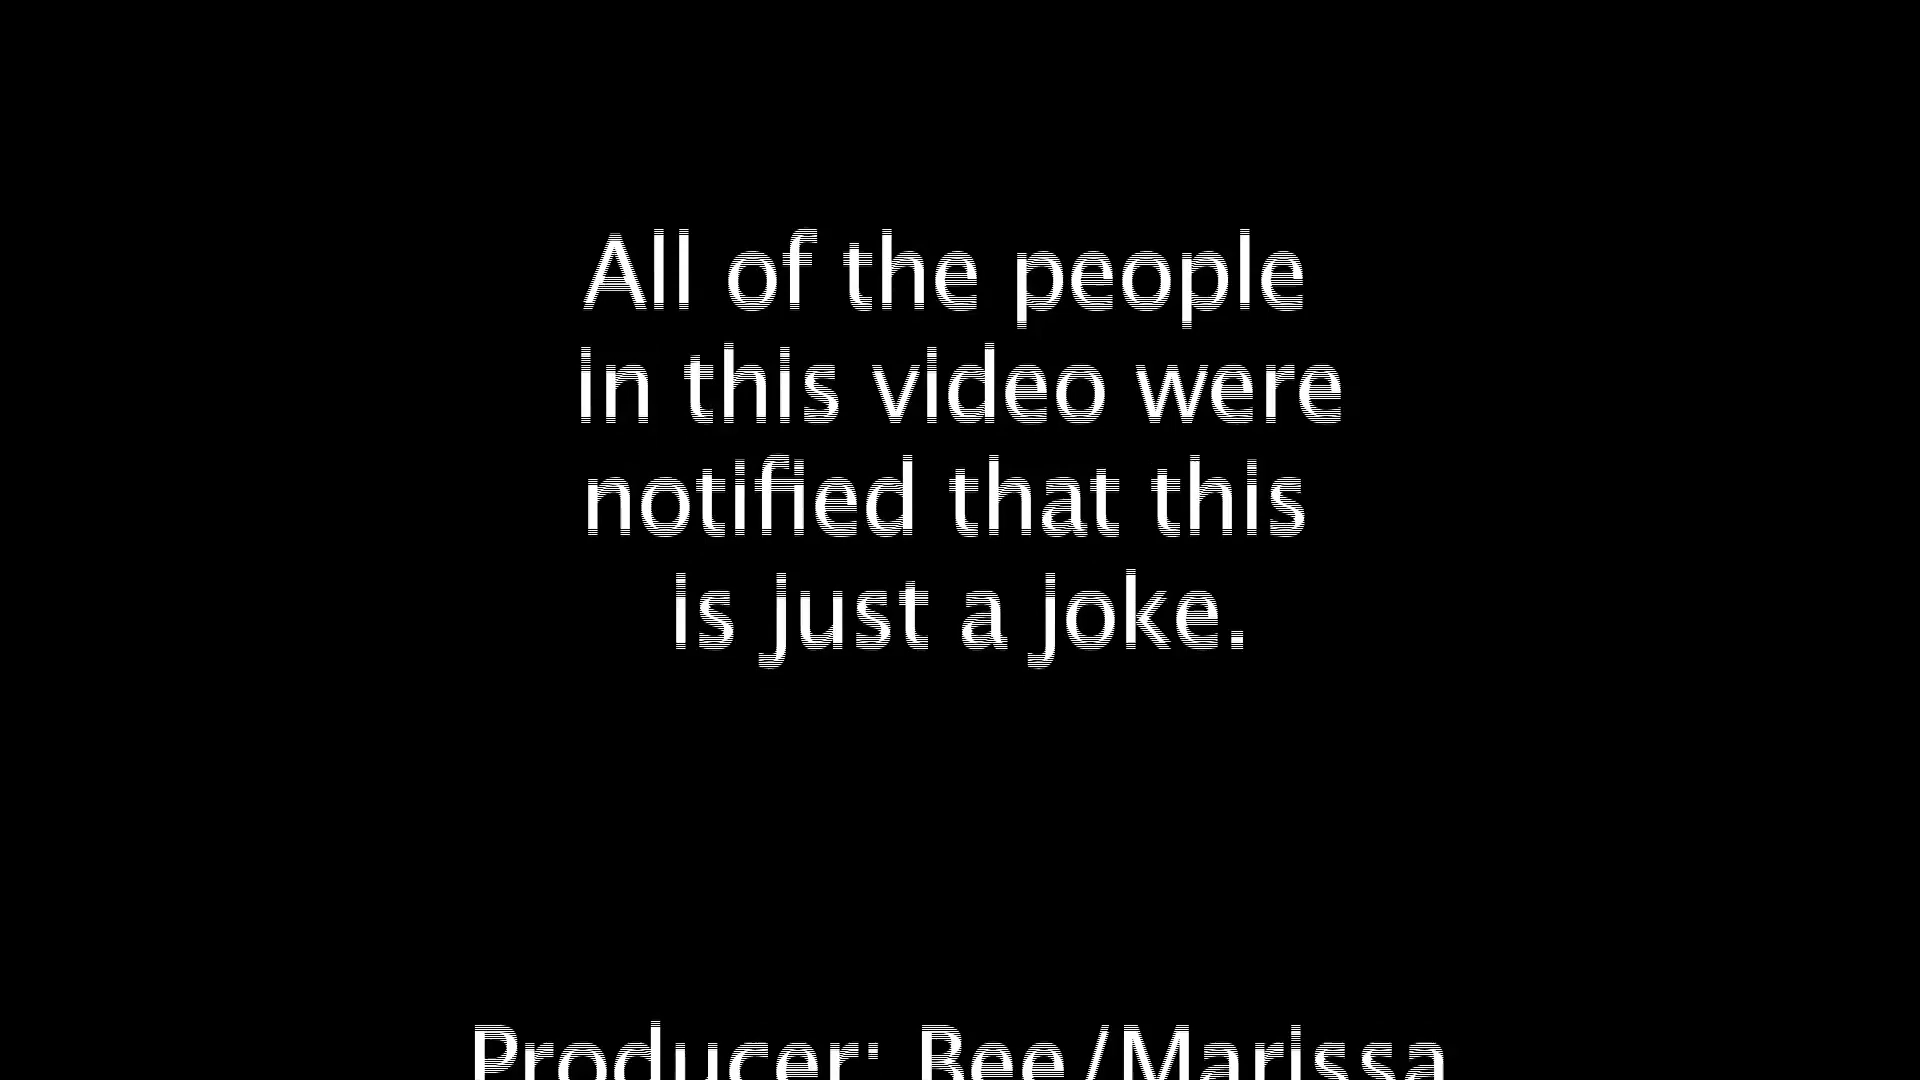 All of the people
in this video were
notified that this
is just a joke.
Producer: Bee/Marissa